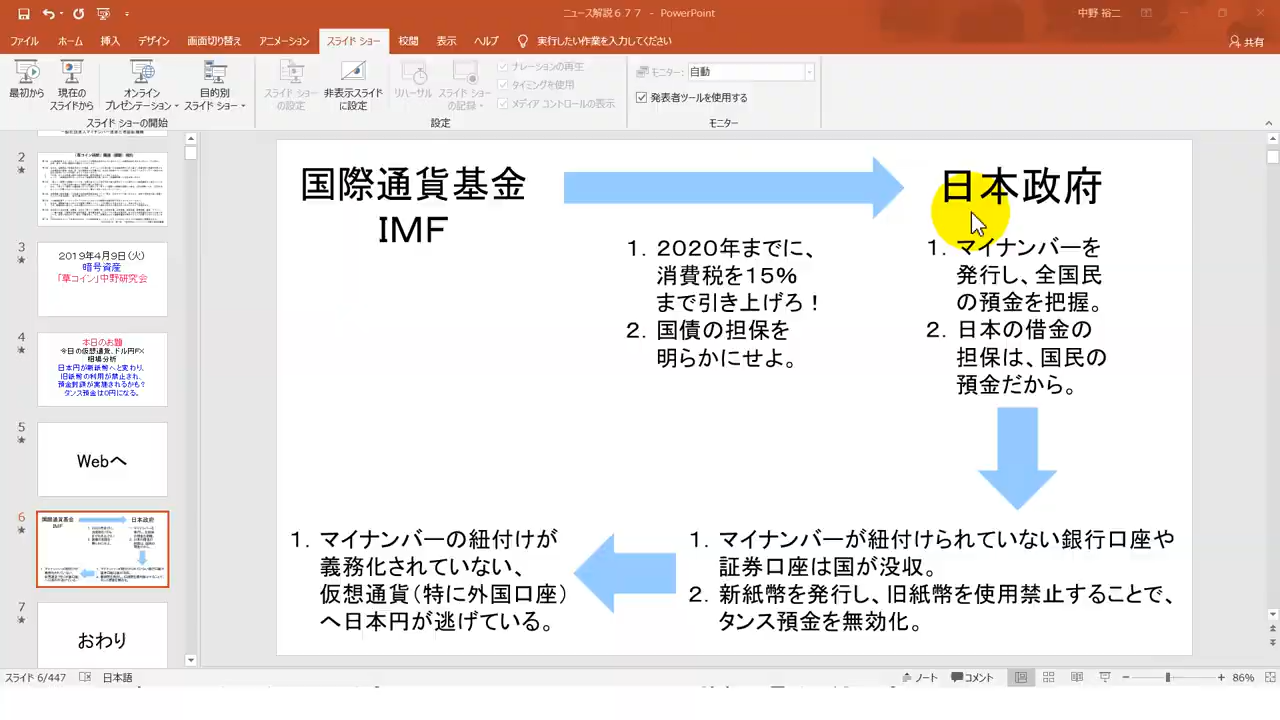 ニュース解説６７７ - PowerPoint
中野 裕二
ファイル
ホーム
挿入
デザイン
画面切り替え
アニメーション
スライド ショー
校閲
表示
ヘルプ
実行したい作業を入力してください
共有
最初から
現在の
スライドから
オンライン
プレゼンテーション
目的別
スライド ショー
スライド ショーの開始
スライド ショー
の設定
非表示スライド
に設定
リハーサル
スライド ショー
の記録
ナレーションの再生
タイミングを使用
メディア コントロールの表示
設定
モニター:
自動
発表者ツールを使用する
モニター
2
3
2019年4月9日(火)
暗号資産
「草コイン」中野研究会
4
本日のお題
今日の仮想通貨、ドル円FX
相場分析
日本円が新紙幣へと変わり、
旧紙幣の利用が禁止され、
預金封鎖が実施されるかも？
タンス預金は0円になる。
5
Webへ
6
7
おわり
国際通貨基金
IMF
日本政府
1. 2020年までに、
消費税を15%
まで引き上げろ！
2. 国債の担保を
明らかにせよ。
1. マイナンバーを
発行し、全国民
の預金を把握。
2. 日本の借金の
担保は、国民の
預金だから。
1. マイナンバーの紐付けが
義務化されていない、
仮想通貨（特に外国口座）
へ日本円が逃げている。
1. マイナンバーが紐付けられていない銀行口座や
証券口座は国が没収。
2. 新紙幣を発行し、旧紙幣を使用禁止することで、
タンス預金を無効化。
スライド 6/447
日本語
ノート
コメント
86%